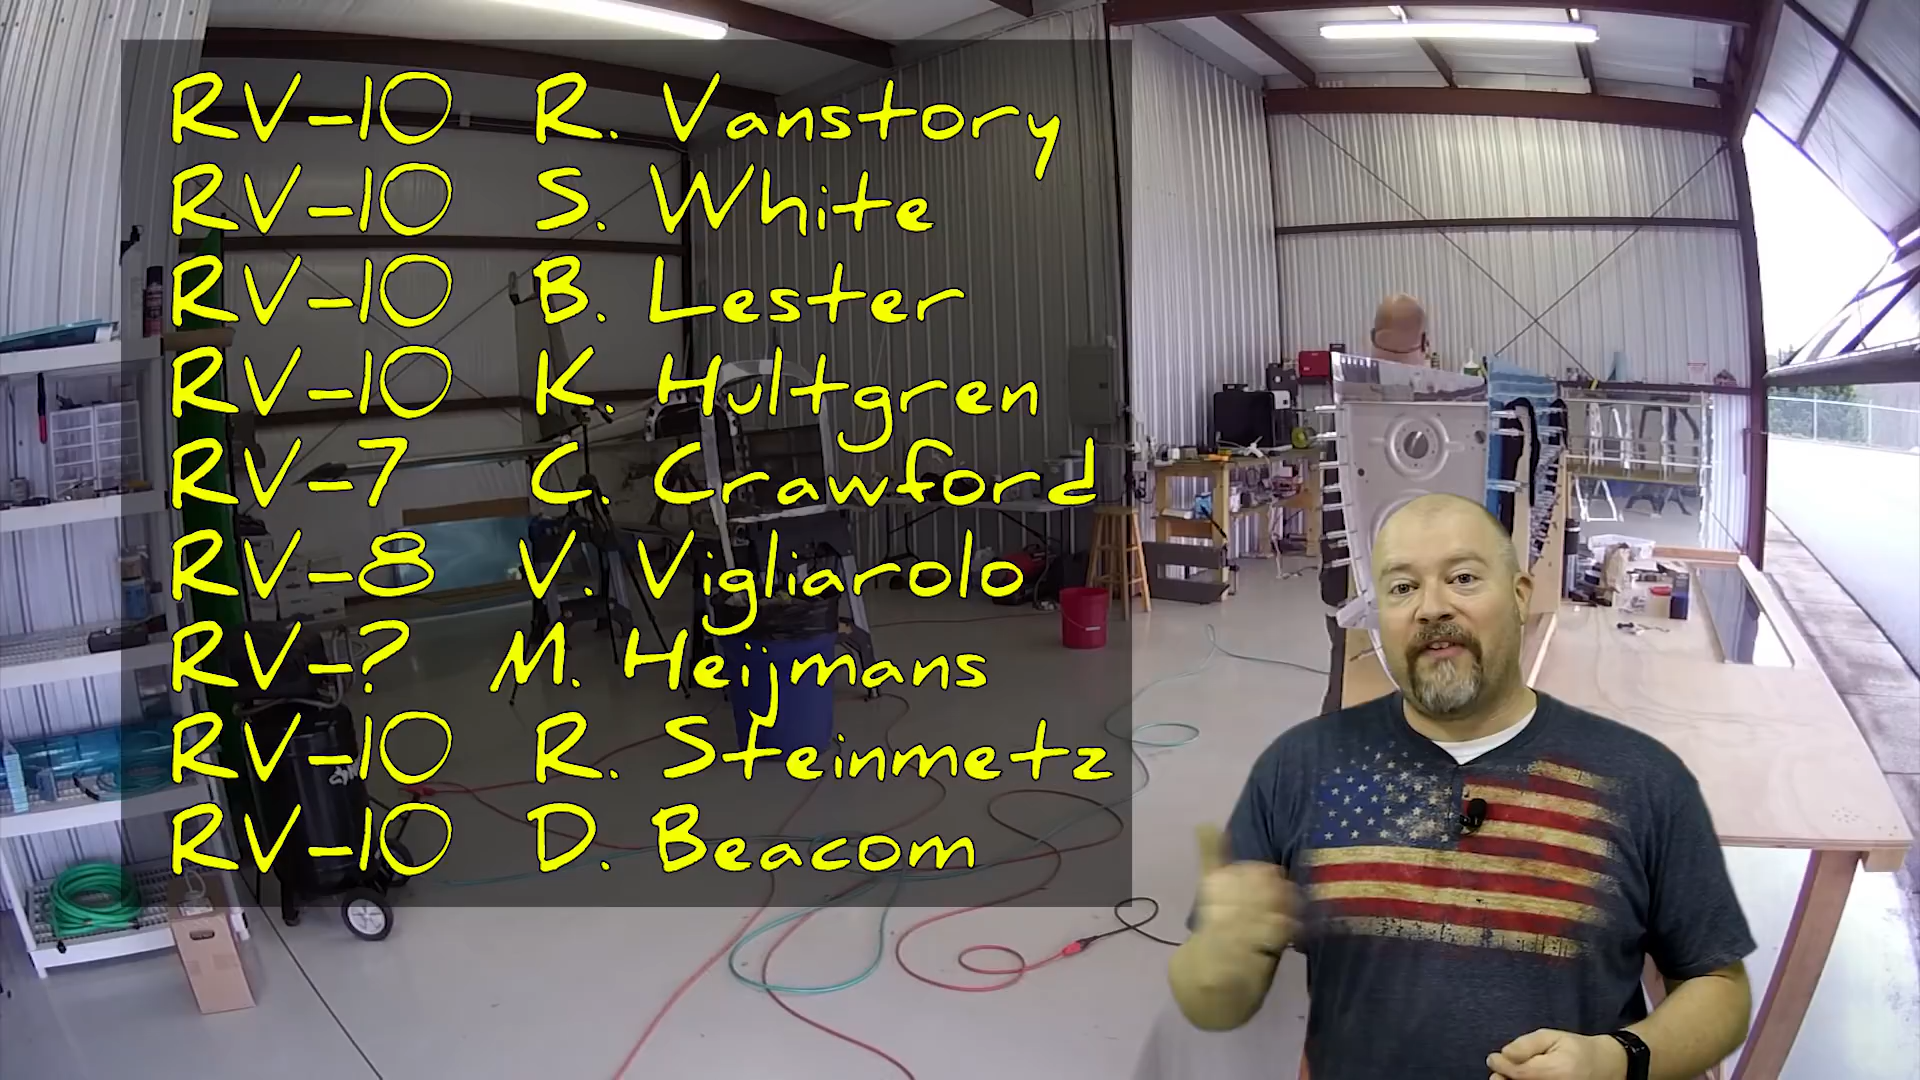 RV-10 R. Vanstory
RV-10 S. White
RV-10 B. Lester
RV-10 K. Hultgren
RV-7 C. Crawford
RV-8 V. Vigliarolo
RV-? M. Heijmans
RV-10 R. Steinmetz
RV-10 D. Beacom